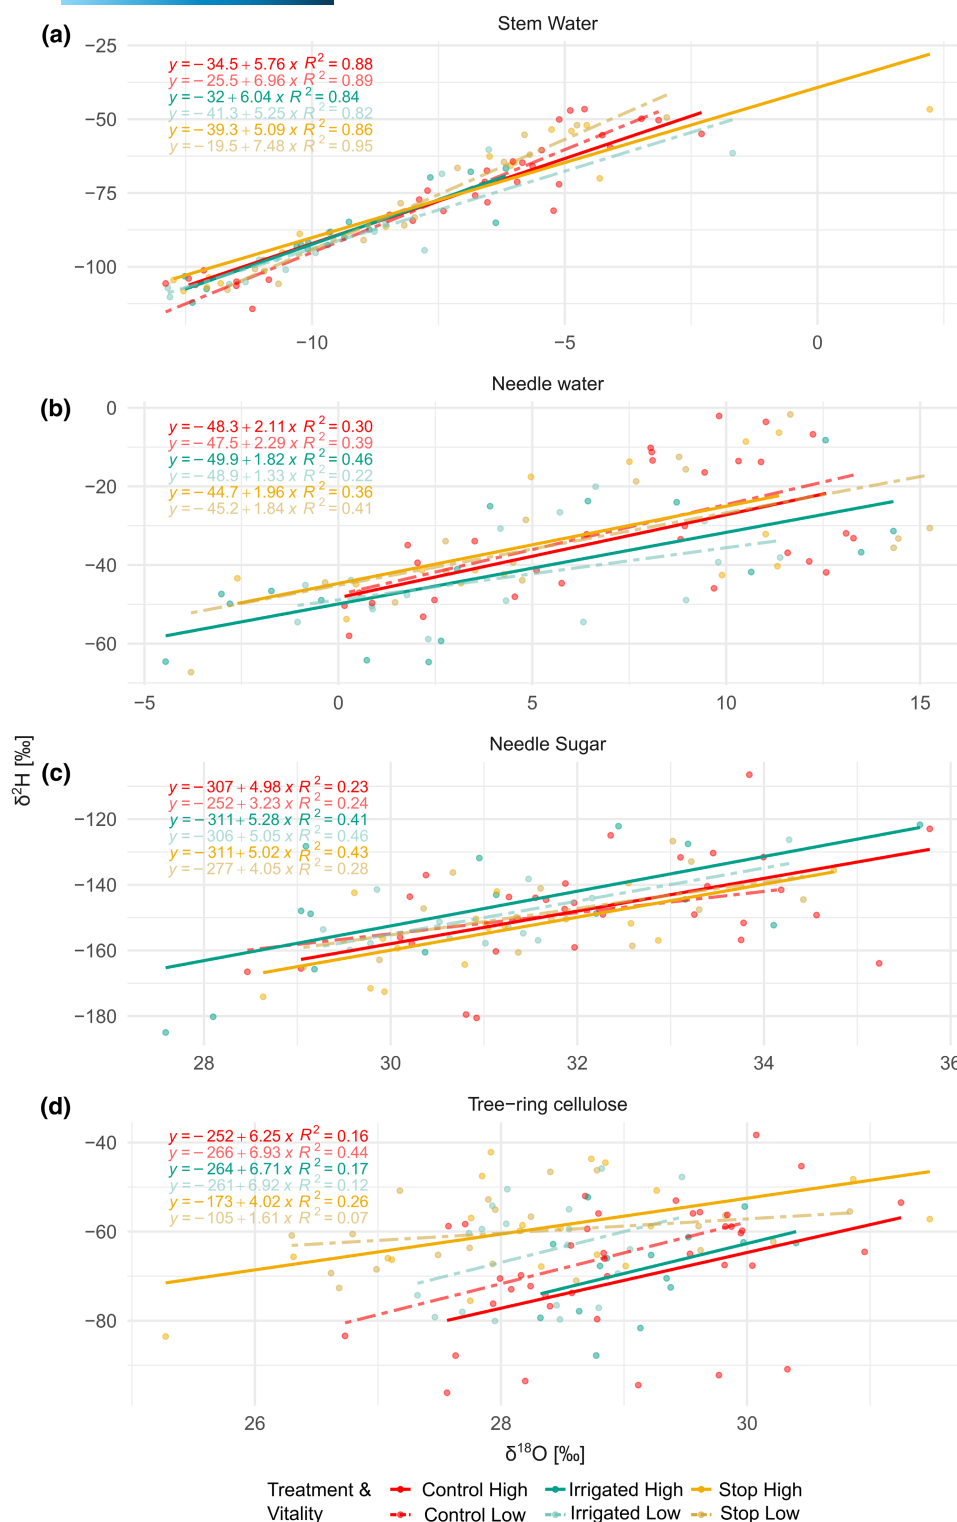 Stem Water
(a)
−25
−50
−75
−100
y = − 34.5 + 5.76 x R² = 0.88
y = − 25.5 + 6.96 x R² = 0.89
y = − 32 + 6.04 x R² = 0.84
y = − 41.3 + 5.25 x R² = 0.82
y = − 39.3 + 5.09 x R² = 0.86
y = − 19.5 + 7.48 x R² = 0.95
−10 −5 0
Needle water
(b)
0
−20
−40
−60
y = − 48.3 + 2.11 x R² = 0.30
y = − 47.5 + 2.29 x R² = 0.39
y = − 49.9 + 1.82 x R² = 0.46
y = − 48.9 + 1.33 x R² = 0.22
y = − 44.7 + 1.96 x R² = 0.36
y = − 45.2 + 1.84 x R² = 0.41
−5 0 5 10 15
δ²H [‰]
Needle Sugar
(c)
−120
−140
−160
−180
y = − 307 + 4.98 x R² = 0.23
y = − 252 + 3.23 x R² = 0.24
y = − 311 + 5.28 x R² = 0.41
y = − 306 + 5.05 x R² = 0.46
y = − 311 + 5.02 x R² = 0.43
y = − 277 + 4.05 x R² = 0.28
28 30 32 34 36
(d)
Tree−ring cellulose
−40
−60
−80
y = − 252 + 6.25 x R² = 0.16
y = − 266 + 6.93 x R² = 0.44
y = − 264 + 6.71 x R² = 0.17
y = − 261 + 6.92 x R² = 0.12
y = − 173 + 4.02 x R² = 0.26
y = − 105 + 1.61 x R² = 0.07
26 28 30
δ¹⁸O [‰]
Treatment & Control High Irrigated High Stop High
Vitality Control Low Irrigated Low Stop Low